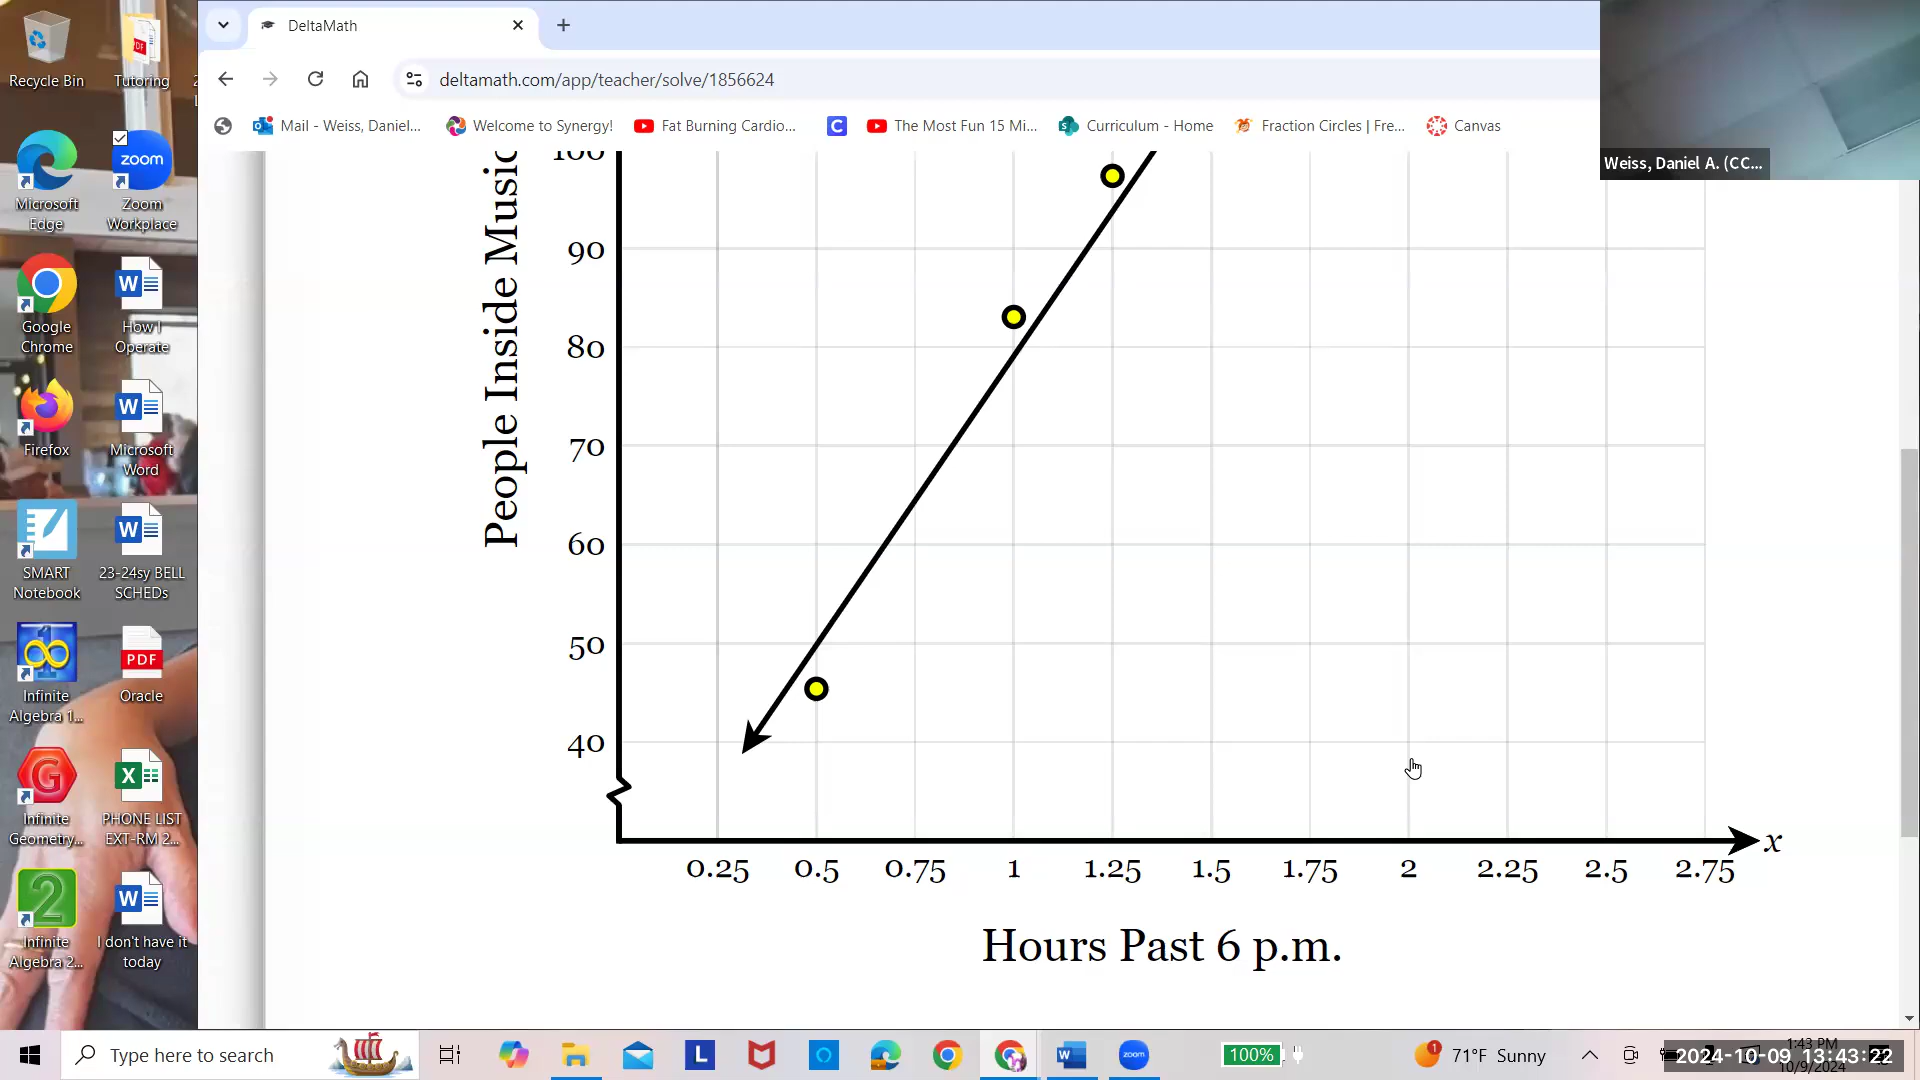 DeltaMath
deltamath.com/app/teacher/solve/1856624
Mail - Weiss, Daniel...
Welcome to Synergy!
Fat Burning Cardio...
The Most Fun 15 Mi...
Curriculum - Home
Fraction Circles | Fre...
Canvas
Weiss, Daniel A. (CC...
Recycle Bin
Tutoring
Microsoft Edge
Zoom Workplace
Google Chrome
How I Operate
Firefox
Microsoft Word
SMART Notebook
23-24sy BELL SCHEDs
Infinite Algebra 1...
Oracle
Infinite Geometry...
PHONE LIST EXT-RM 2...
Infinite Algebra 2...
I don't have it today
zoom
PDF
People Inside Music
100
90
80
70
60
50
40
0.25 0.5 0.75 1 1.25 1.5 1.75 2 2.25 2.5 2.75
x
Hours Past 6 p.m.
Type here to search
zoom
100%
71°F Sunny
1:43 PM
10/9/2024
2024-10-09 13:43:22